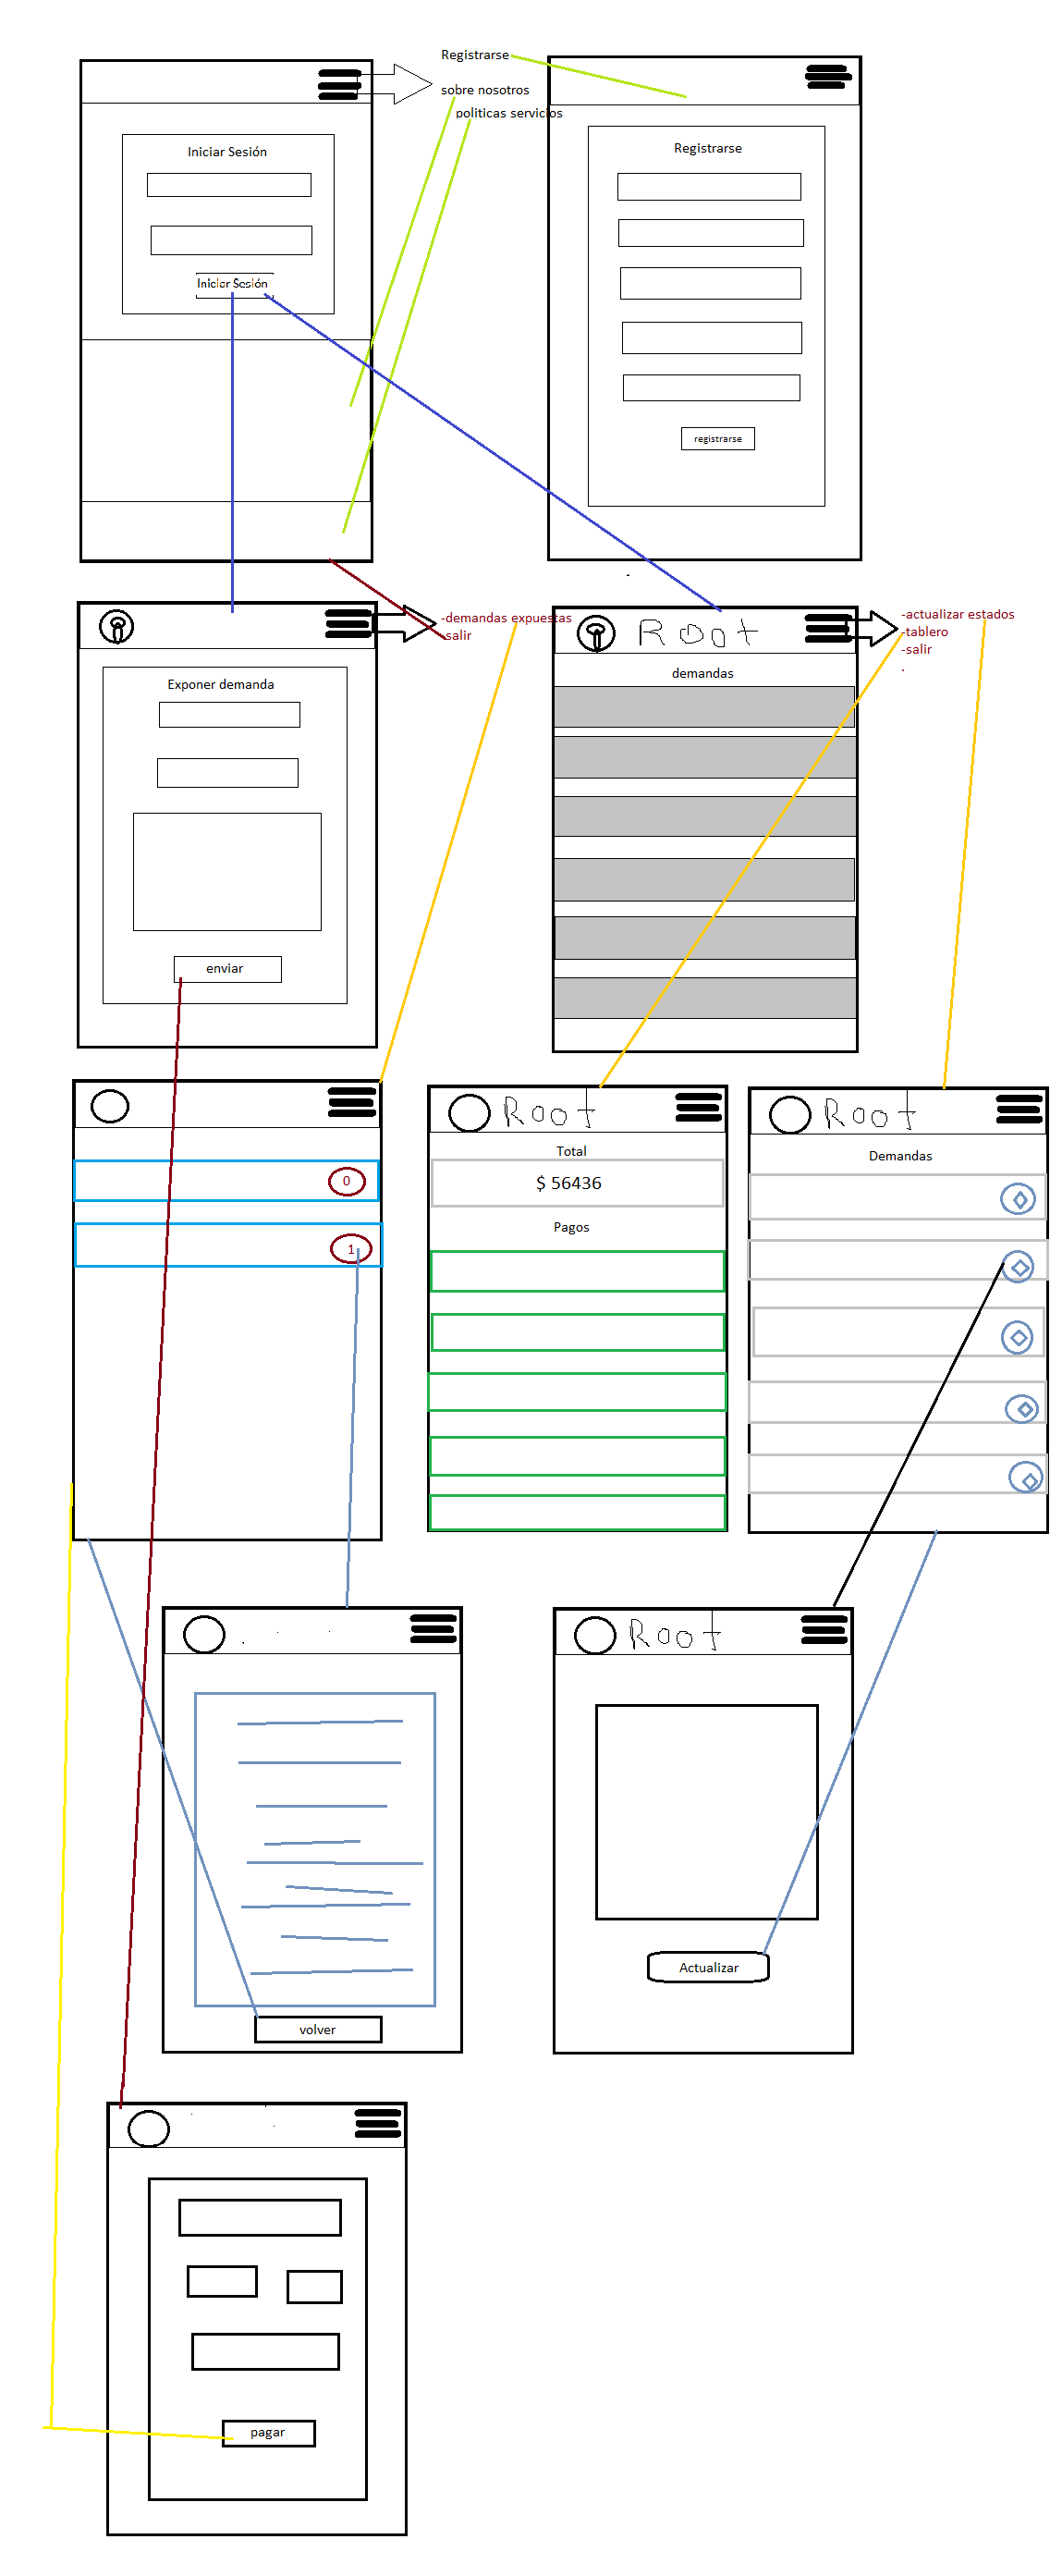 Registrarse
sobre nosotros
politicas servicios
Iniciar Sesión
Iniciar Sesión
Registrarse
registrarse
-demandas expuestas
-salir
Exponer demanda
enviar
Root
-actualizar estados
-tablero
-salir
.
demandas
0
1
Root
Total
$ 56436
Pagos
Root
Demandas
volver
Root
Actualizar
pagar